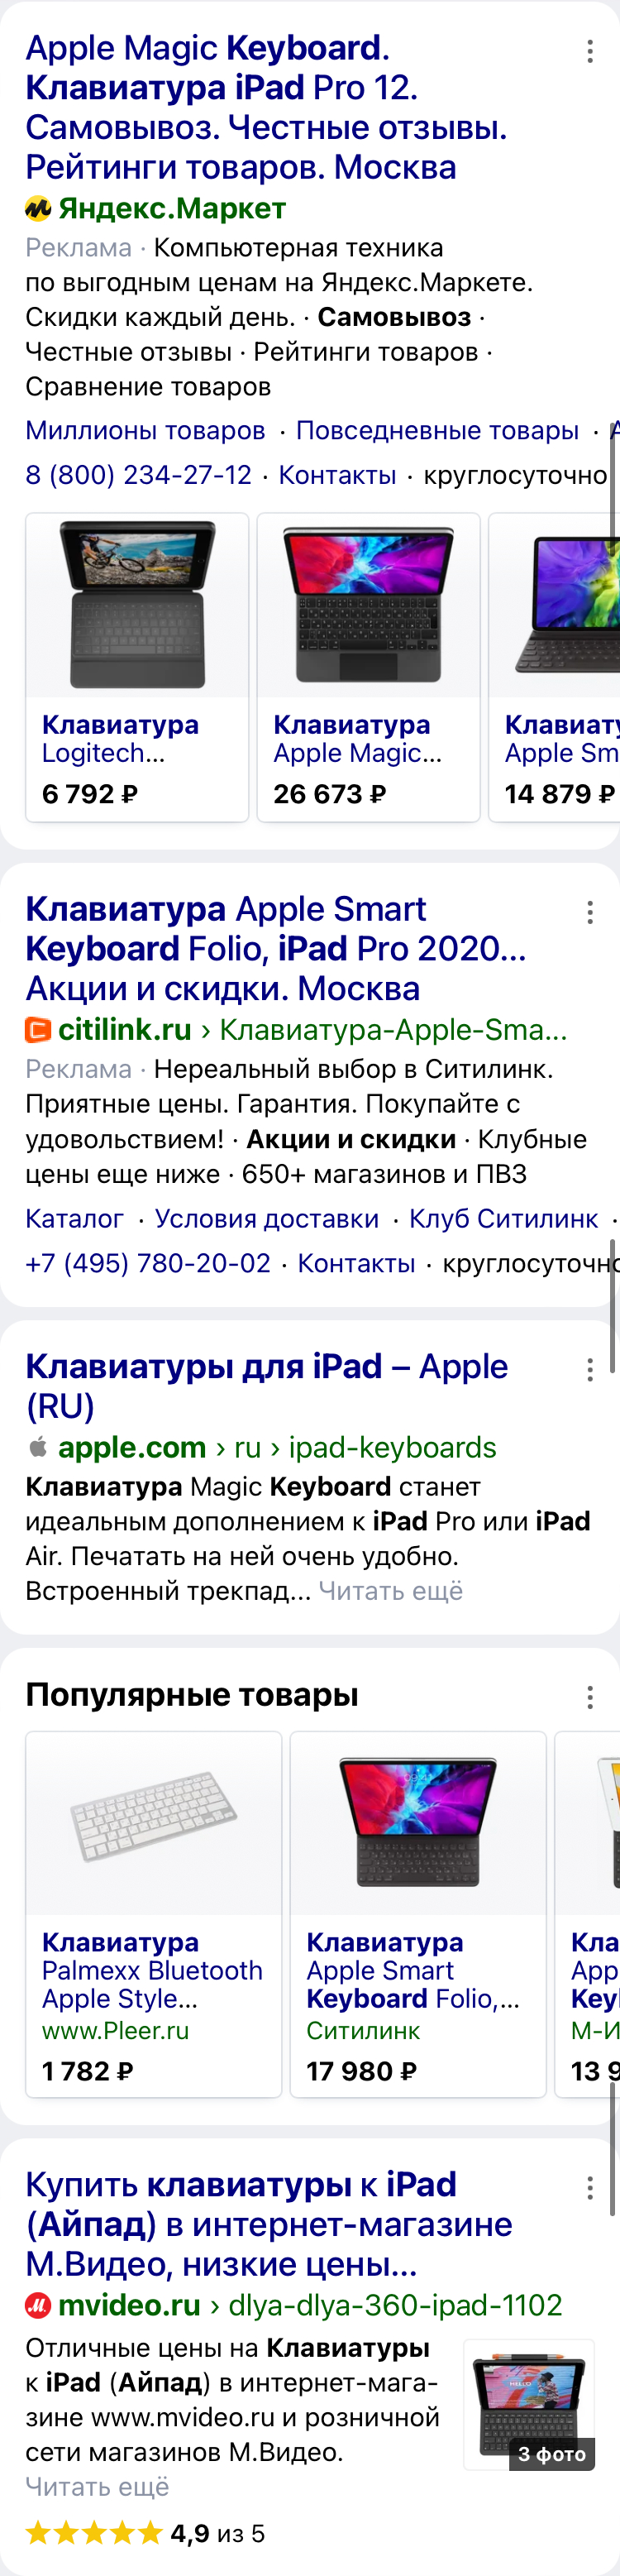 Apple Magic Keyboard.
Клавиатура iPad Pro 12.
Самовывоз. Честные отзывы.
Рейтинги товаров. Москва
Яндекс.Маркет
Реклама · Компьютерная техника
по выгодным ценам на Яндекс.Маркете.
Скидки каждый день. · Самовывоз ·
Честные отзывы · Рейтинги товаров ·
Сравнение товаров
Миллионы товаров · Повседневные товары ·
8 (800) 234-27-12 · Контакты · круглосуточно
Клавиатура
Logitech...
6 792 ₽
Клавиатура
Apple Magic...
26 673 ₽
Клавиату
Apple Sm
14 879 ₽
Клавиатура Apple Smart
Keyboard Folio, iPad Pro 2020...
Акции и скидки. Москва
citilink.ru › Клавиатура-Apple-Sma...
Реклама · Нереальный выбор в Ситилинк.
Приятные цены. Гарантия. Покупайте с
удовольствием! · Акции и скидки · Клубные
цены еще ниже · 650+ магазинов и ПВЗ
Каталог · Условия доставки · Клуб Ситилинк ·
+7 (495) 780-20-02 · Контакты · круглосуточно
Клавиатуры для iPad – Apple
(RU)
apple.com › ru › ipad-keyboards
Клавиатура Magic Keyboard станет
идеальным дополнением к iPad Pro или iPad
Air. Печатать на ней очень удобно.
Встроенный трекпад... Читать ещё
Популярные товары
Клавиатура
Palmexx Bluetooth
Apple Style...
www.Pleer.ru
1 782 ₽
Клавиатура
Apple Smart
Keyboard Folio,...
Ситилинк
17 980 ₽
Кла
App
Key
М-И
13 9
Купить клавиатуры к iPad
(Айпад) в интернет-магазине
М.Видео, низкие цены...
mvideo.ru › dlya-dlya-360-ipad-1102
Отличные цены на Клавиатуры
к iPad (Айпад) в интернет-мага-
зине www.mvideo.ru и розничной
сети магазинов М.Видео.
Читать ещё
HELLO
3 фото
4,9 из 5